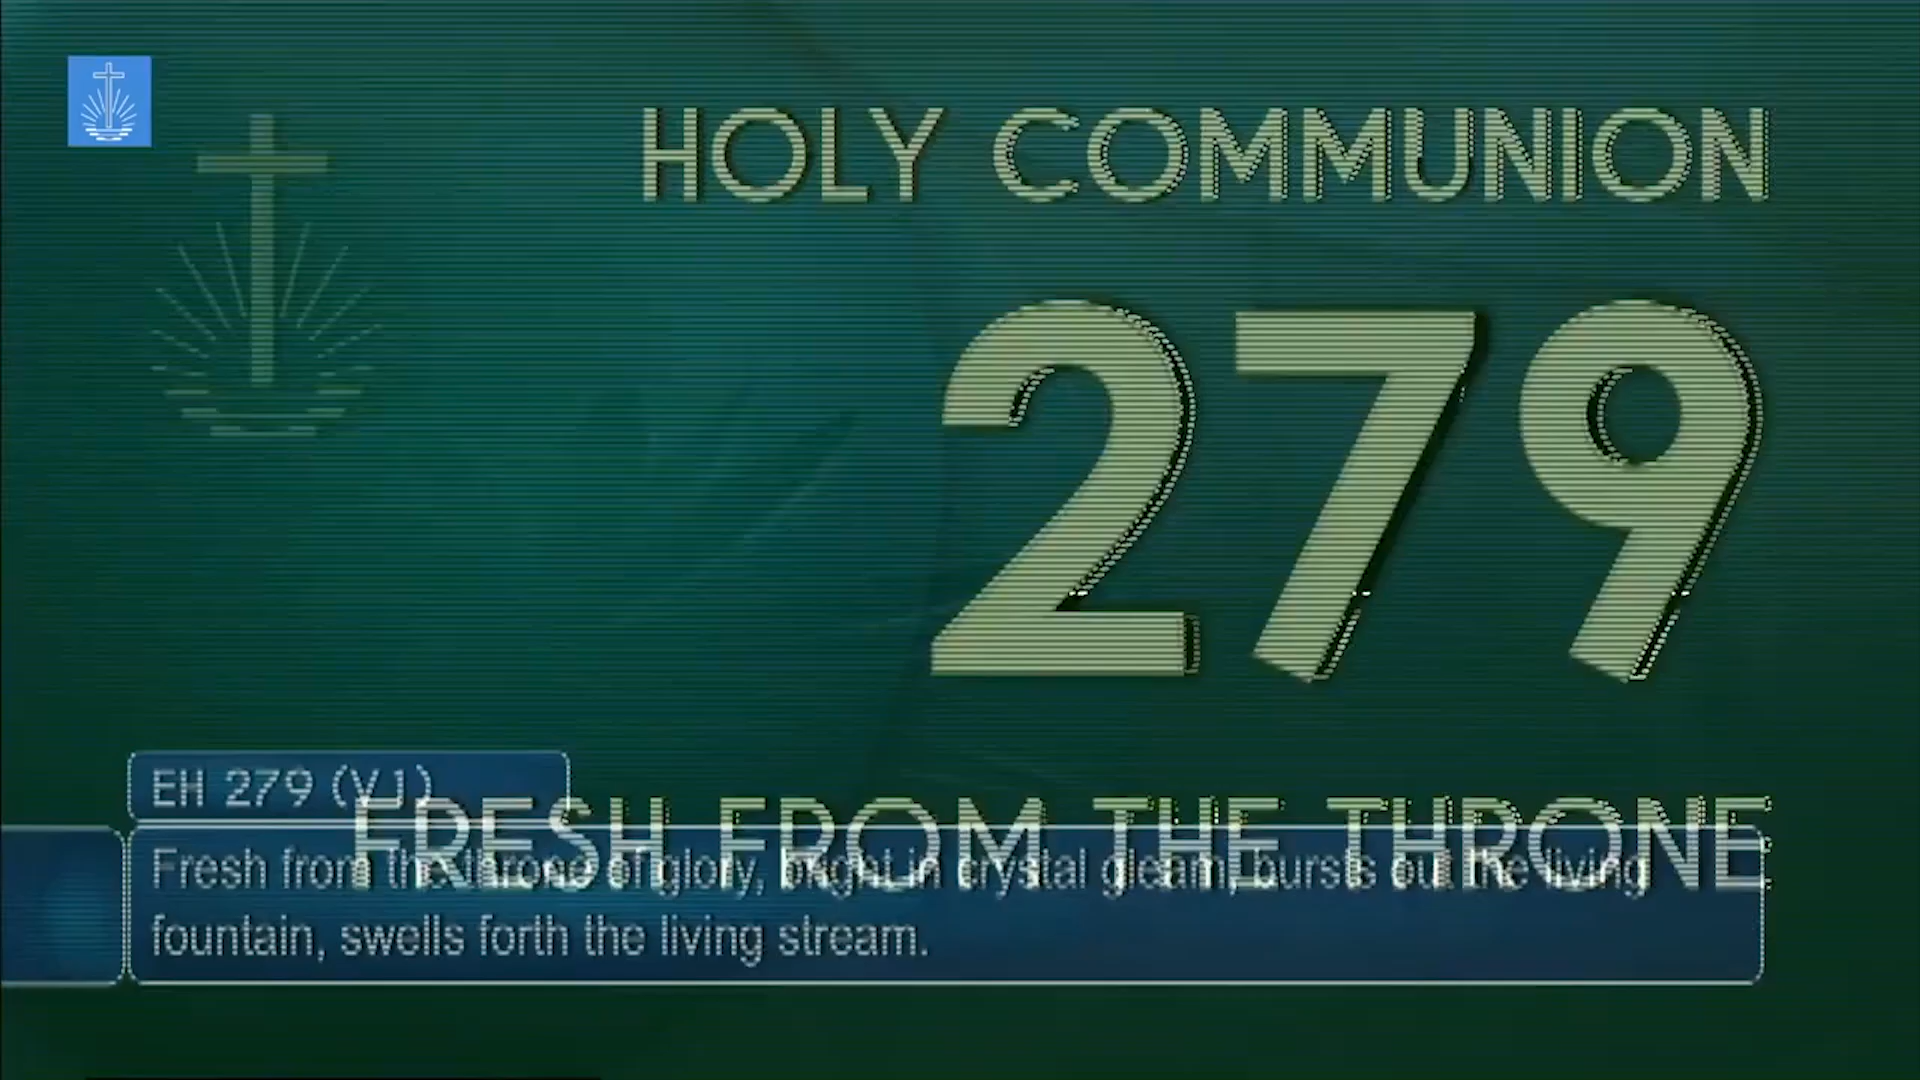 HOLY COMMUNION
279
EH 279 (V.1)
FRESH FROM THE THRONE
Fresh from the throne of glory, bright in crystal gleam, bursts out the living
fountain, swells forth the living stream.